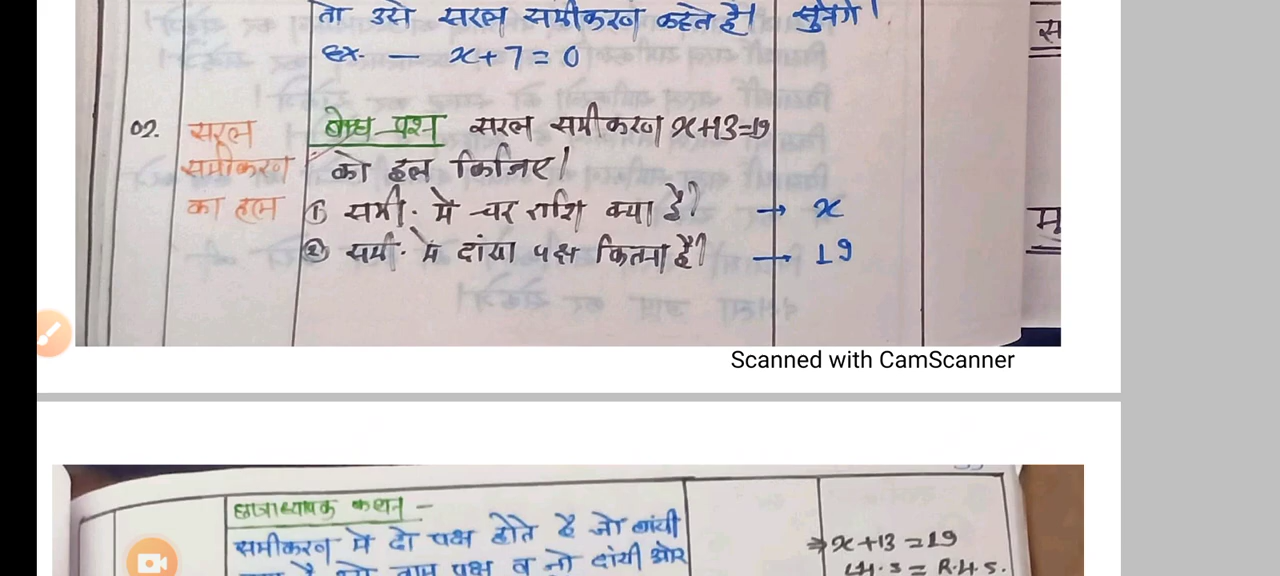 तो उसे सरल समीकरण कहते है। सुनेंगे।
ex. — x+7=0
02. सरल समीकरण का हल
बोध प्रश्न सरल समीकरण x+13=19
को हल किजिए।
① समी. मे चर राशि क्या है? → x
② समी. मे दांया पक्ष कितना है? → 19
स
मू
Scanned with CamScanner
छात्राध्यापक कथन –
समीकरण मे दो पक्ष होते है जो बांयी
पक्ष व जो दांयी ओर
⇒ x+13=19
L.H.S = R.H.S.